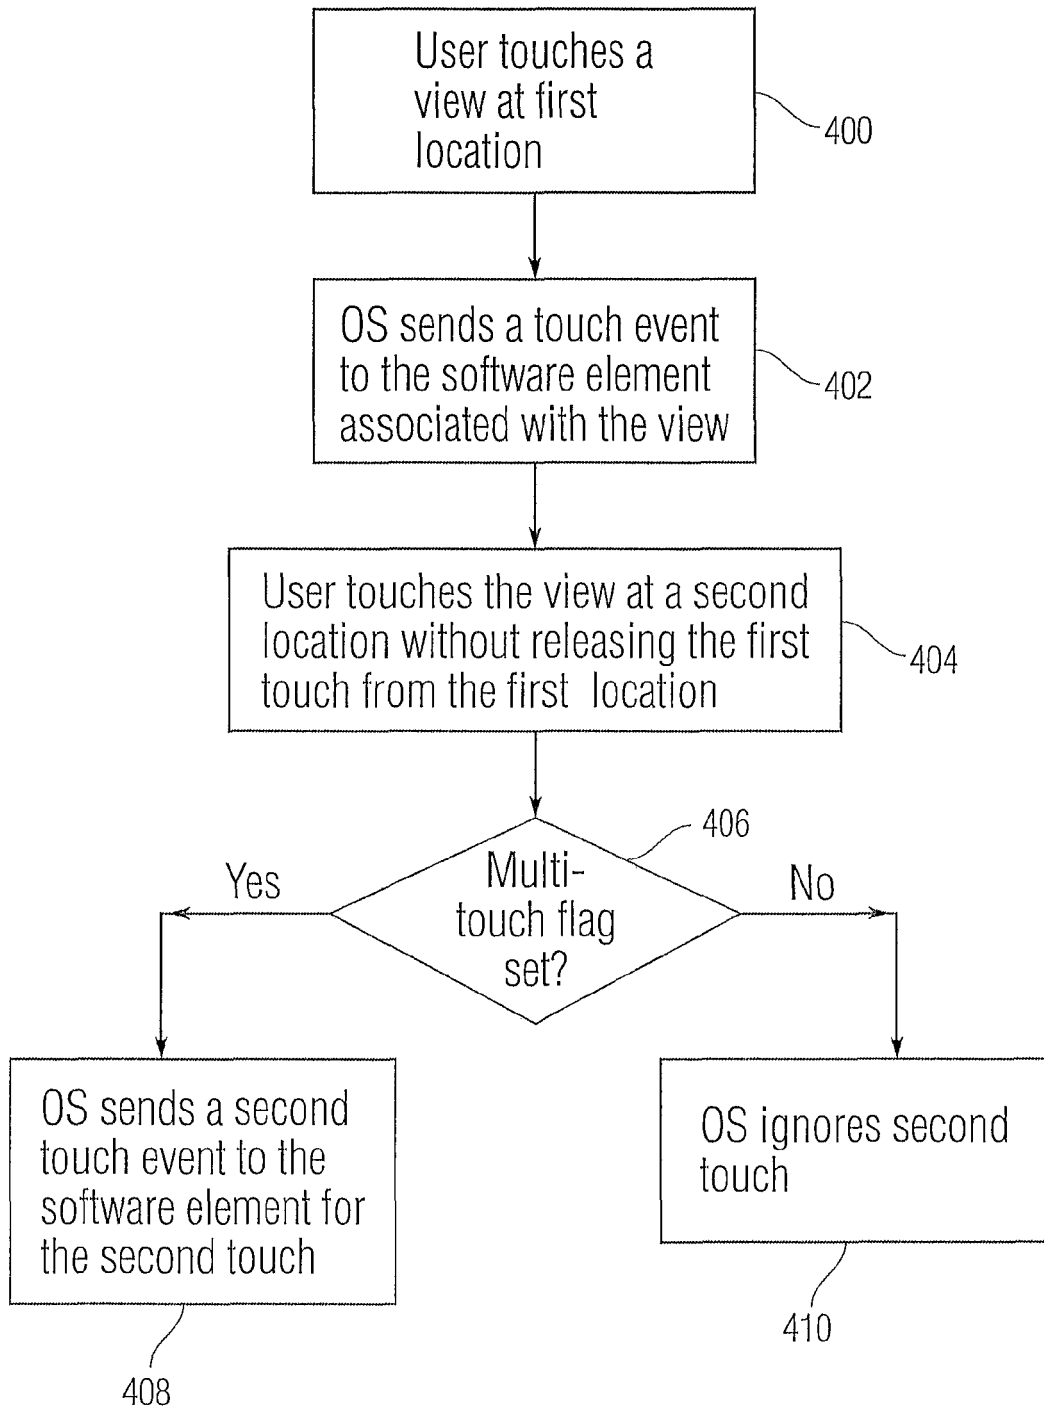 User touches a
view at first
location
400
OS sends a touch event
to the software element
associated with the view
402
User touches the view at a second
location without releasing the first
touch from the first location
404
406
Multi-
touch flag
set?
Yes
No
OS sends a second
touch event to the
software element for
the second touch
408
OS ignores second
touch
410